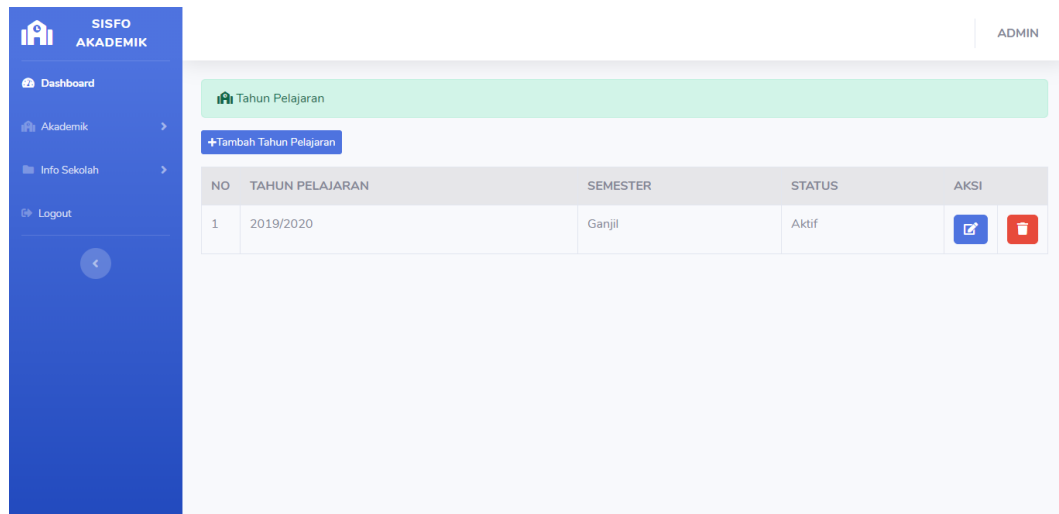 SISFO
AKADEMIK
ADMIN
Dashboard
Akademik
Info Sekolah
Logout
Tahun Pelajaran
+Tambah Tahun Pelajaran
NO TAHUN PELAJARAN SEMESTER STATUS AKSI
1 2019/2020 Ganjil Aktif